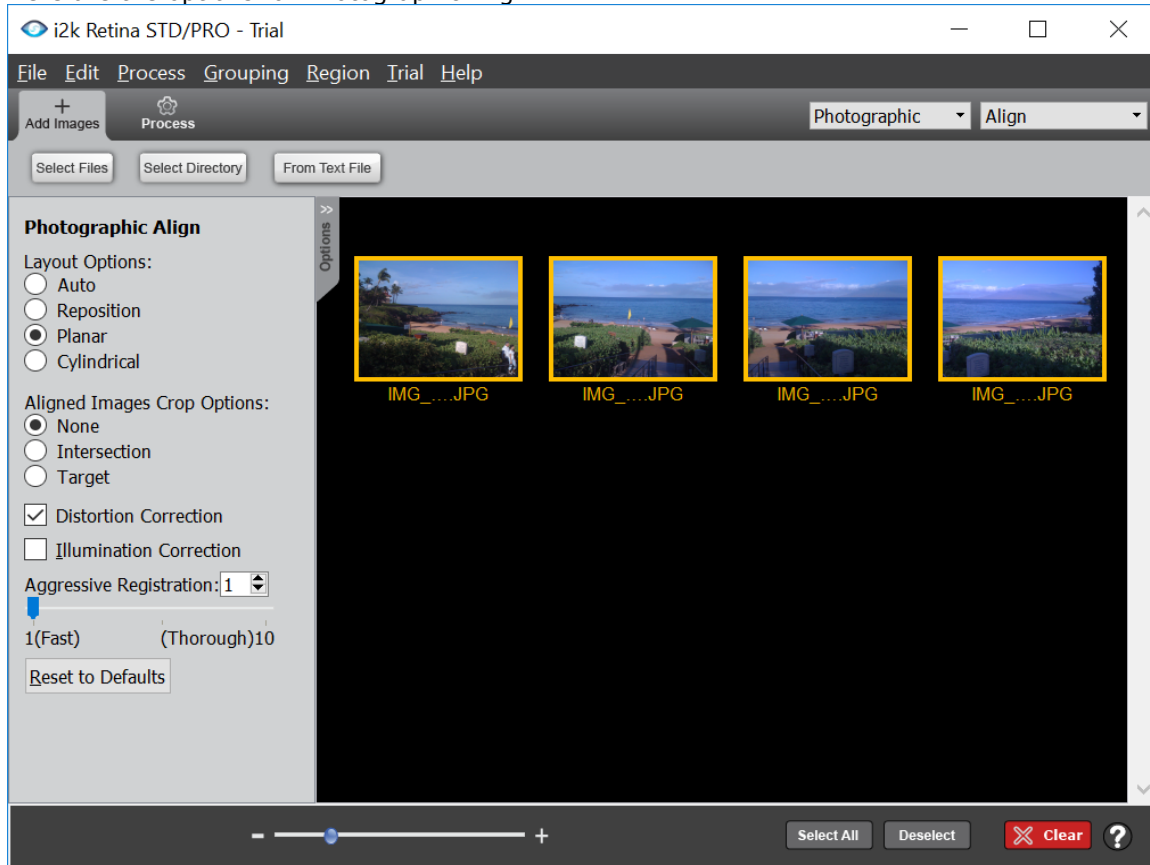 i2k Retina STD/PRO - Trial
File Edit Process Grouping Region Trial Help
+
Add Images Process
Photographic Align
Select Files Select Directory From Text File
Photographic Align
Options
Layout Options:
Auto
Reposition
Planar
Cylindrical
Aligned Images Crop Options:
None
Intersection
Target
Distortion Correction
Illumination Correction
Aggressive Registration: 1
1(Fast) (Thorough)10
Reset to Defaults
IMG_....JPG IMG_....JPG IMG_....JPG IMG_....JPG
- +
Select All Deselect Clear ?